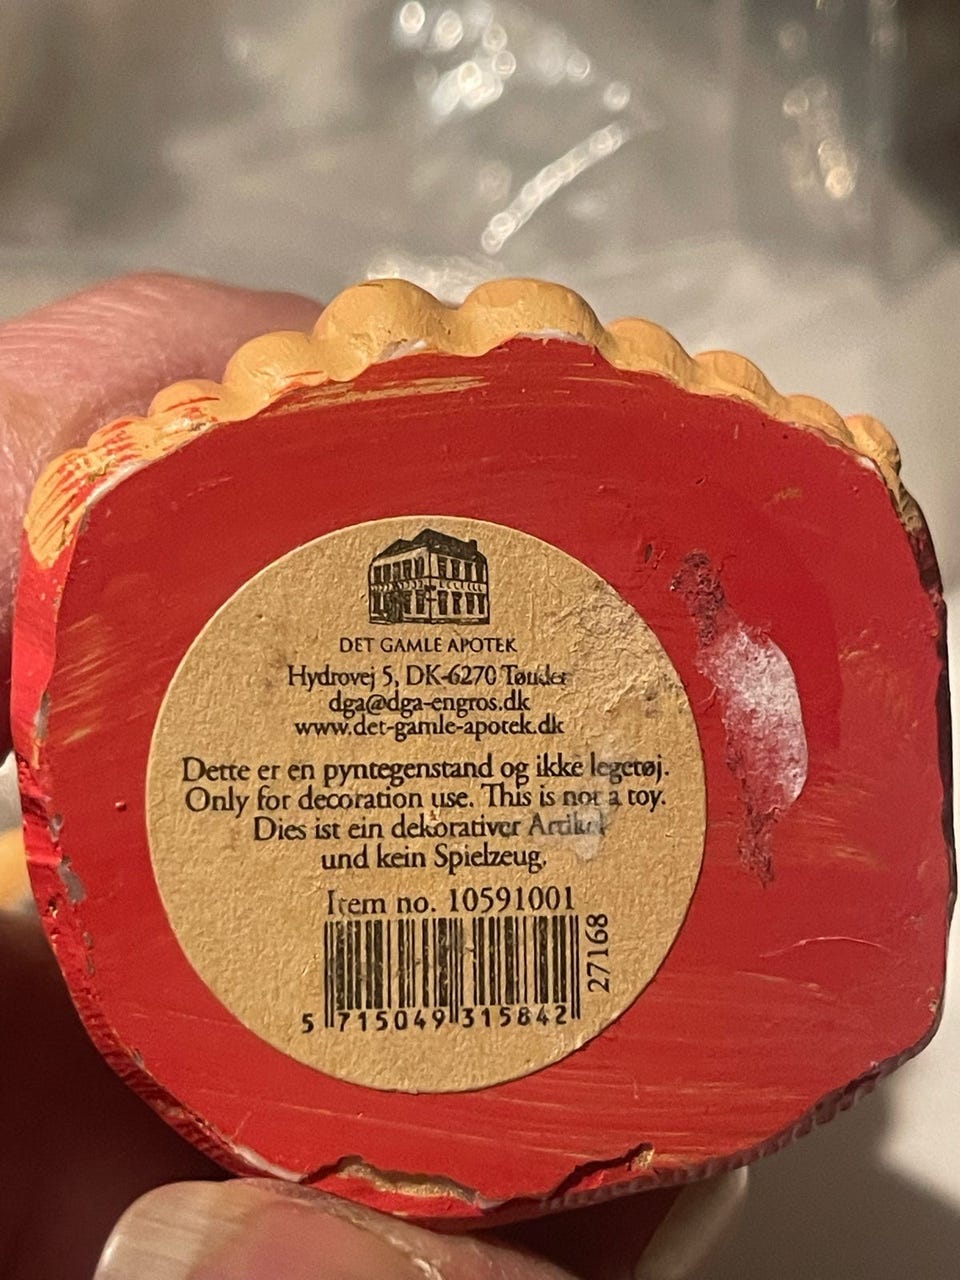 DET GAMLE APOTEK
Hydrovej 5, DK-6270 Tønder
dga@dga-engros.dk
www.det-gamle-apotek.dk
Dette er en pyntegenstand og ikke legetøj.
Only for decoration use. This is not a toy.
Dies ist ein dekorativer Artikel
und kein Spielzeug,
Item no. 10591001
27168
5 715049 315842